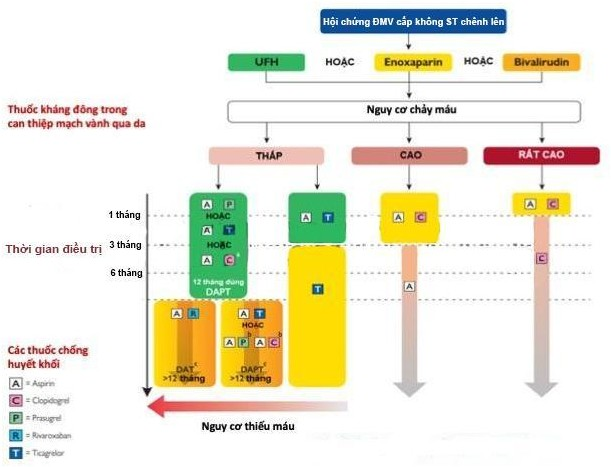 Hội chứng ĐMV cấp không ST chênh lên
UFH
HOẶC
Enoxaparin
HOẶC
Bivalirudin
Thuốc kháng đông trong
can thiệp mạch vành qua da
Nguy cơ chảy máu
THẤP
CAO
RẤT CAO
Thời gian điều trị
1 tháng
3 tháng
6 tháng
A P
HOẶC
A T
HOẶC
A C a
12 tháng dùng
DAPT
A T
T
A C
A
A C
C
A R
DAT c
>12 tháng
A T
HOẶC
A P b A C b
DAPT c
>12 tháng
Nguy cơ thiếu máu
Các thuốc chống
huyết khối
A = Aspirin
C = Clopidogrel
P = Prasugrel
R = Rivaroxaban
T = Ticagrelor